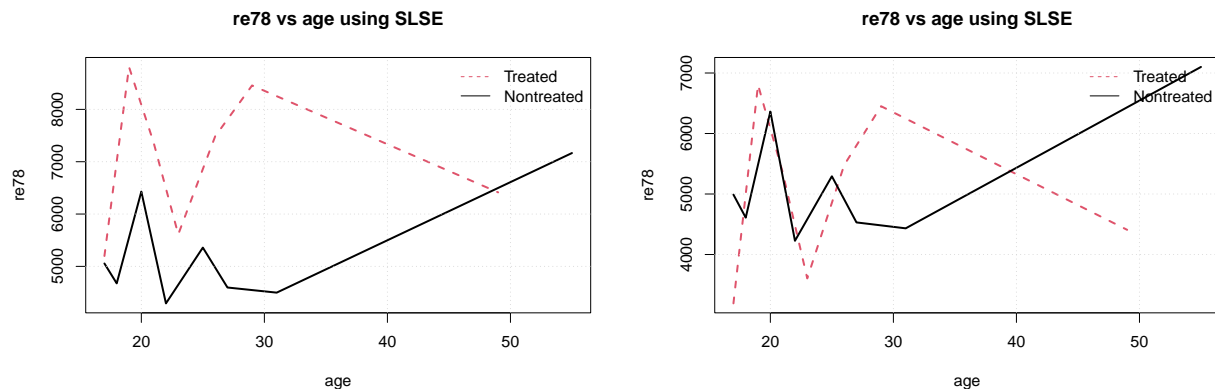 re78 vs age using SLSE
Treated
Nontreated
re78
8000
7000
6000
5000
20 30 40 50
age
re78 vs age using SLSE
Treated
Nontreated
re78
7000
6000
5000
4000
20 30 40 50
age